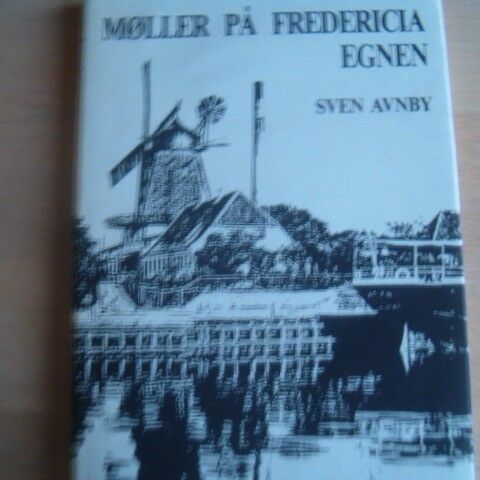 MØLLER PÅ FREDERICIA
EGNEN
SVEN AVNBY